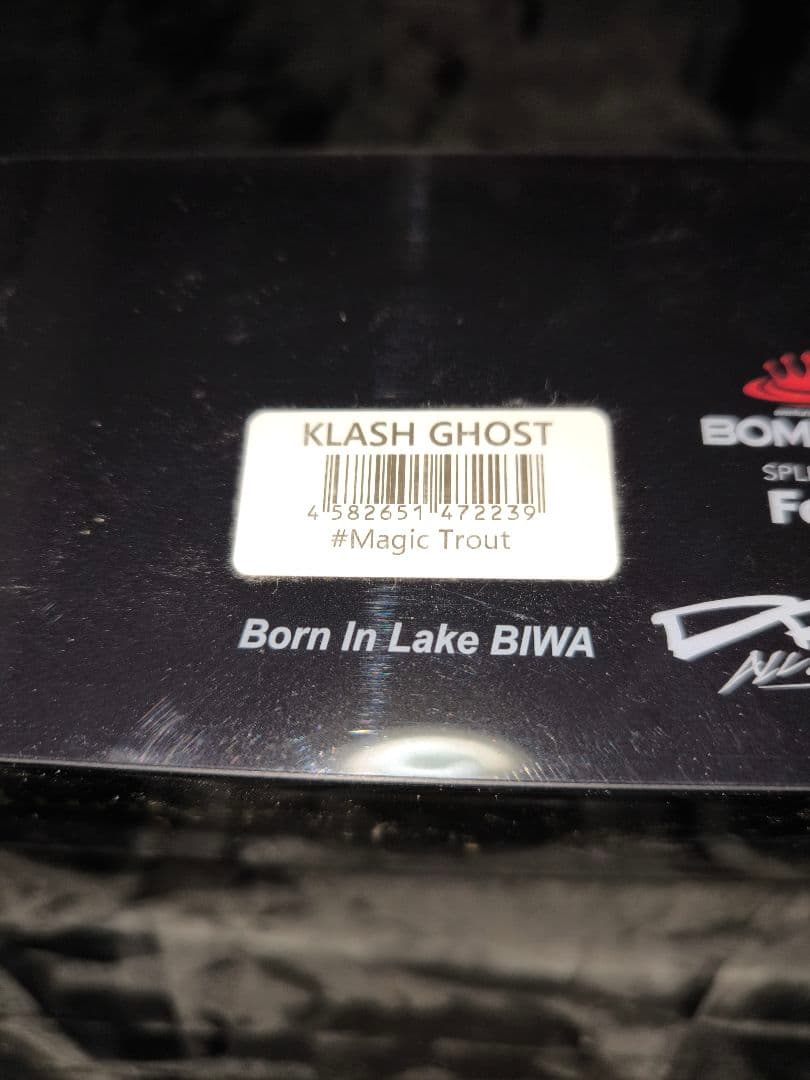 KLASH GHOST
4 582651 472239
#Magic Trout
Born In Lake BIWA